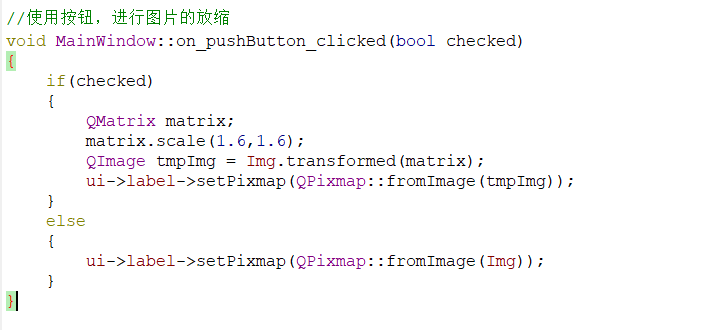 //使用按钮，进行图片的放缩
void MainWindow::on_pushButton_clicked(bool checked)
{
    if(checked)
    {
        QMatrix matrix;
        matrix.scale(1.6,1.6);
        QImage tmpImg = Img.transformed(matrix);
        ui->label->setPixmap(QPixmap::fromImage(tmpImg));
    }
    else
    {
        ui->label->setPixmap(QPixmap::fromImage(Img));
    }
}